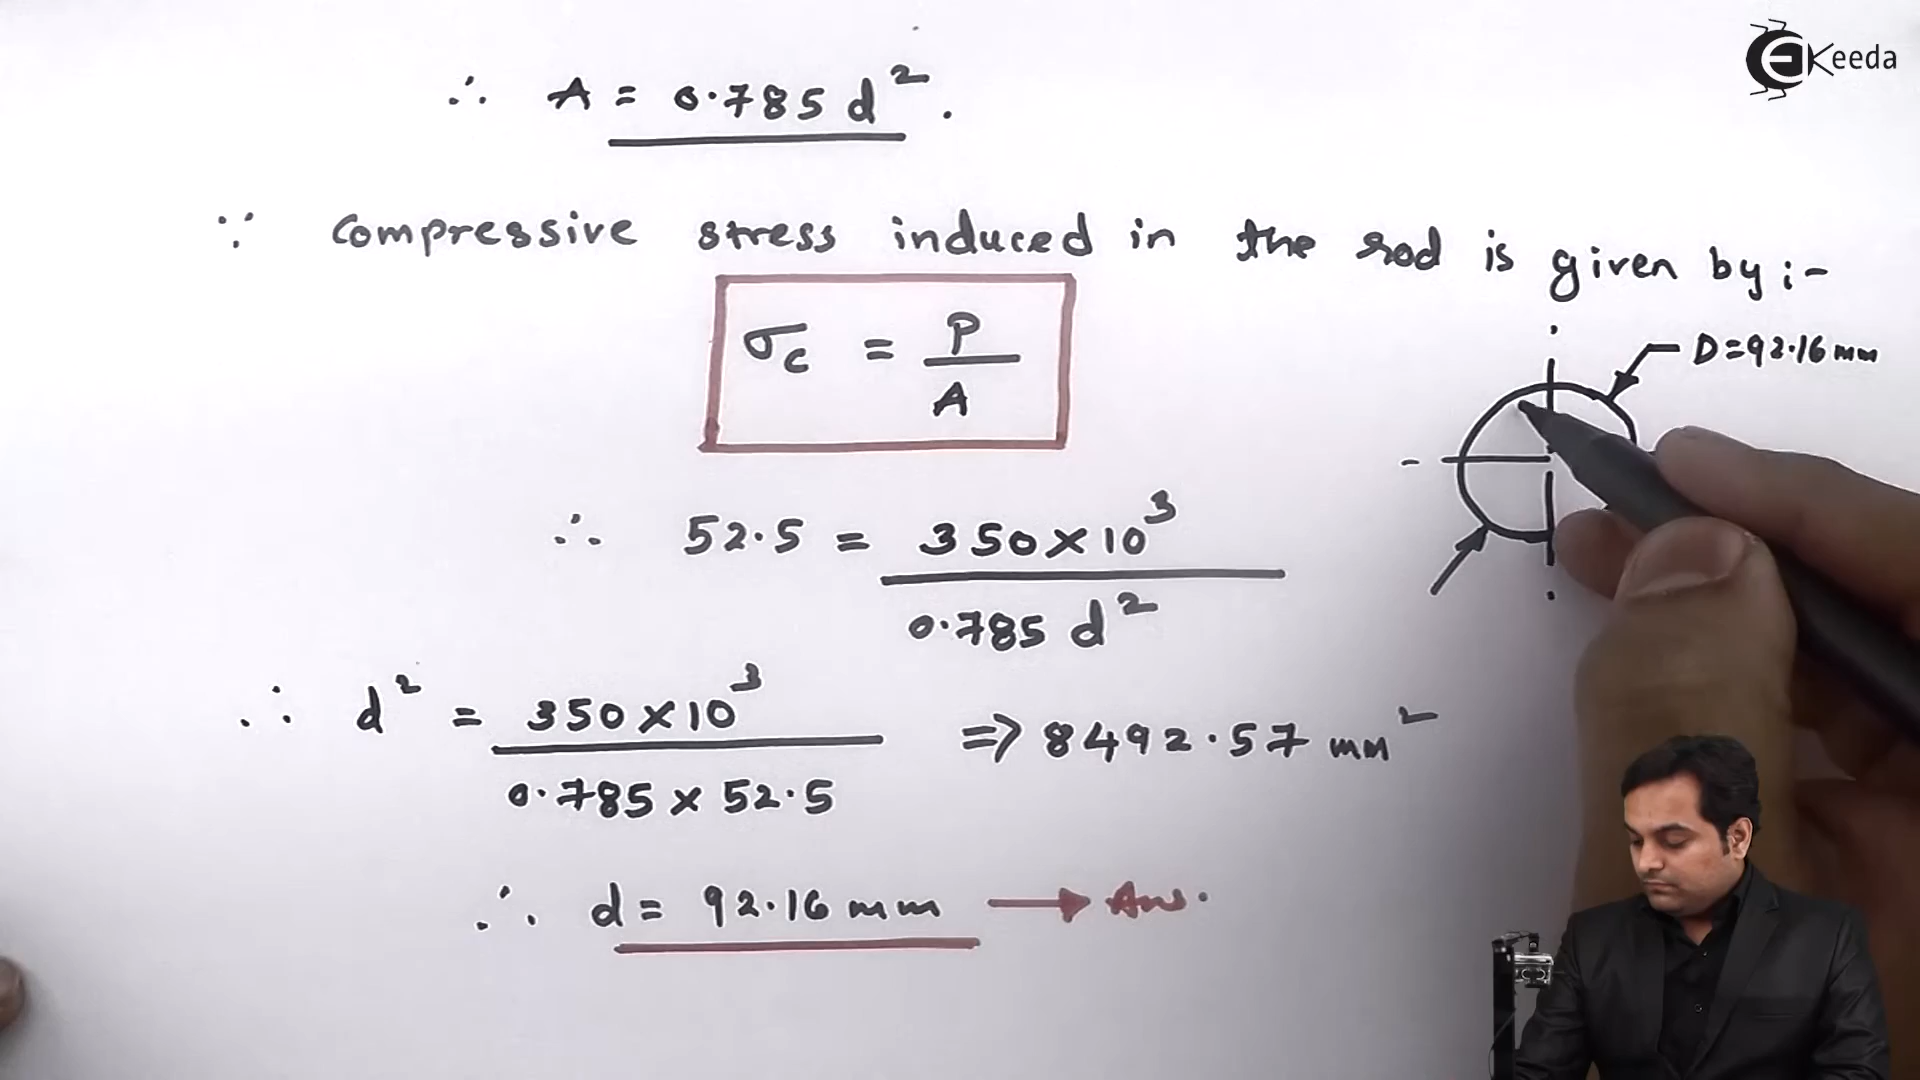 Keeda
∴ A = 0.785 d².
∵ compressive stress induced in the rod is given by :-
σc = P / A
D = 92.16 mm
∴ 52.5 = 350 × 10³ / 0.785 d²
∴ d² = 350 × 10³ / 0.785 × 52.5 ⇒ 8492.57 mm²
∴ d = 92.16 mm → Ans.